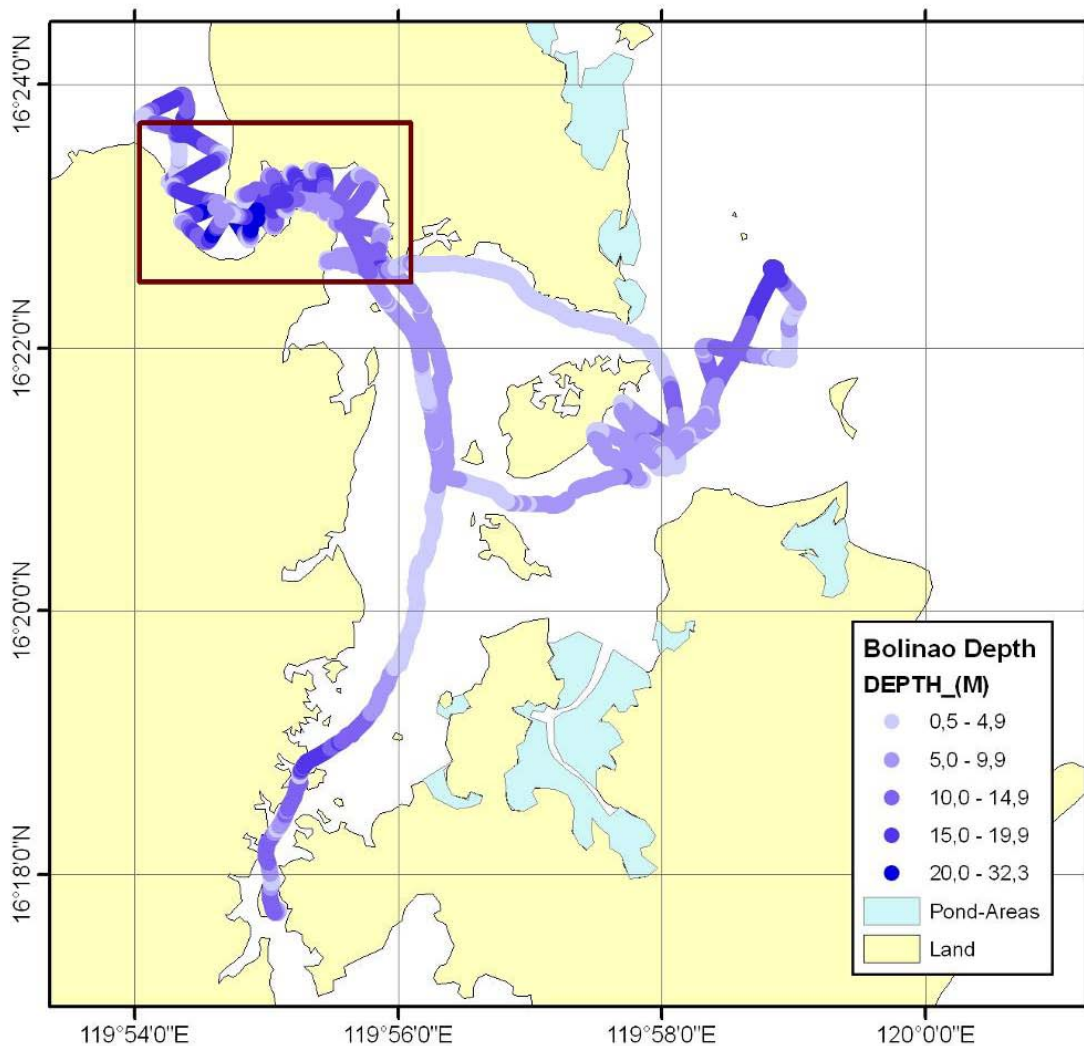 16°24'0"N
16°22'0"N
16°20'0"N
16°18'0"N
Bolinao Depth
DEPTH_(M)
0,5 - 4,9
5,0 - 9,9
10,0 - 14,9
15,0 - 19,9
20,0 - 32,3
Pond-Areas
Land
119°54'0"E
119°56'0"E
119°58'0"E
120°0'0"E